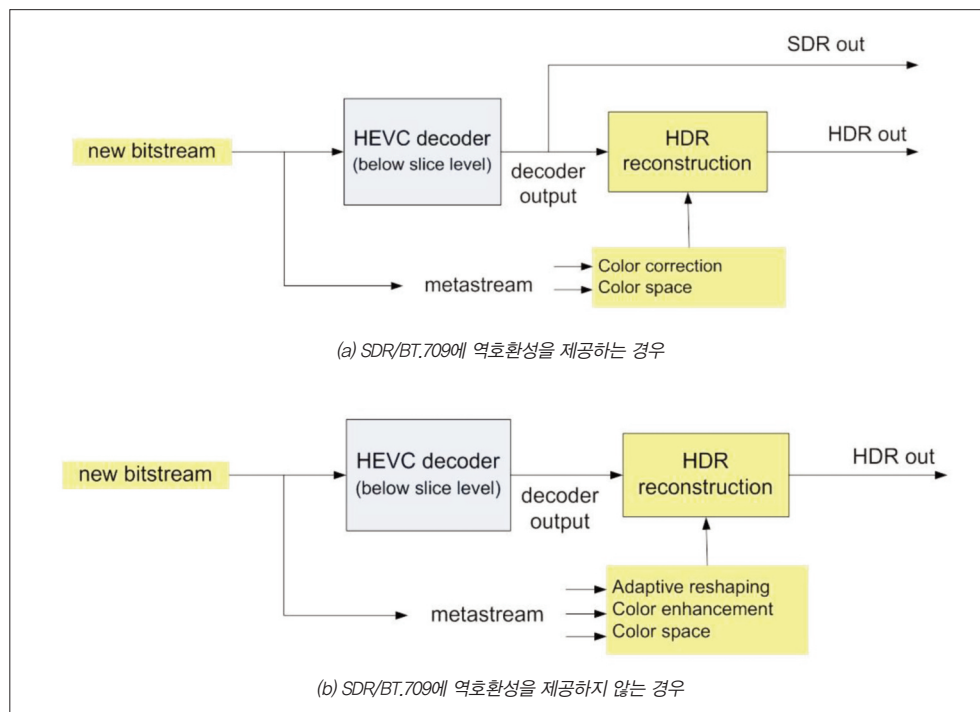 SDR out
new bitstream
HEVC decoder
(below slice level)
decoder
output
HDR
reconstruction
HDR out
metastream
Color correction
Color space
(a) SDR/BT.709에 역호환성을 제공하는 경우
new bitstream
HEVC decoder
(below slice level)
decoder
output
HDR
reconstruction
HDR out
metastream
Adaptive reshaping
Color enhancement
Color space
(b) SDR/BT.709에 역호환성을 제공하지 않는 경우